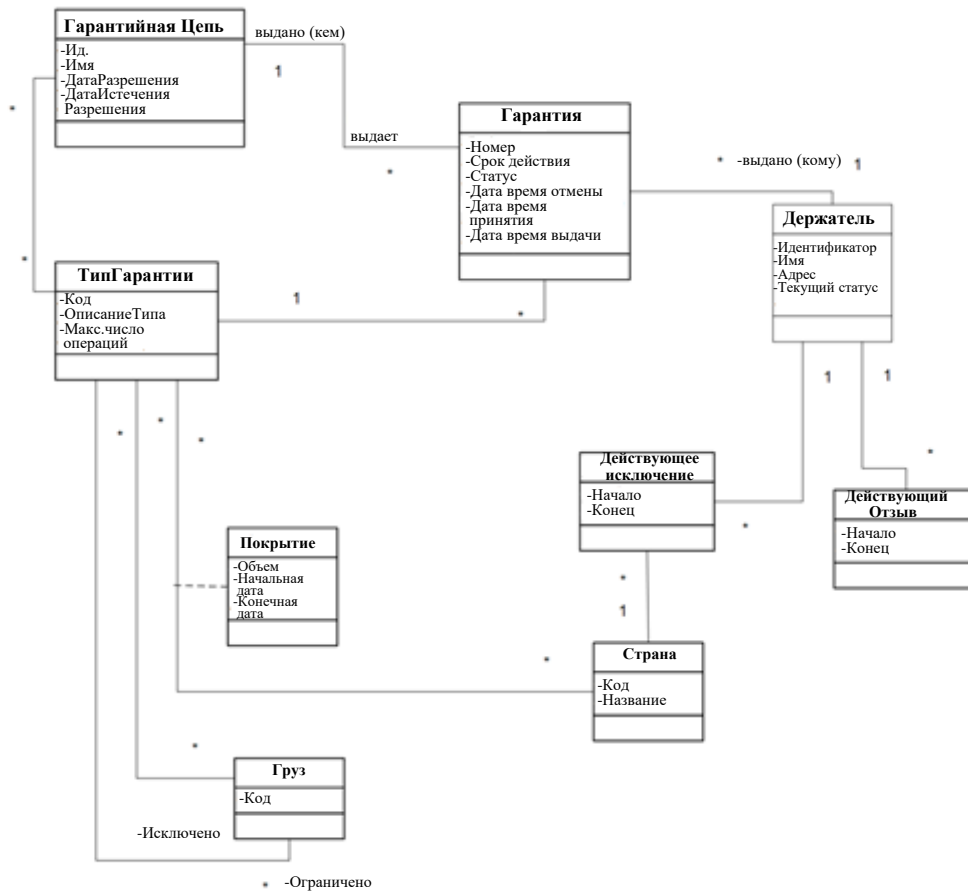 Гарантийная Цепь
-Ид.
-Имя
-ДатаРазрешения
-ДатаИстечения
Разрешения
*
*
выдано (кем)
1
выдает
*
Гарантия
-Номер
-Срок действия
-Статус
-Дата время отмены
-Дата время
принятия
-Дата время выдачи
* -выдано (кому) 1
Держатель
-Идентификатор
-Имя
-Адрес
-Текущий статус
ТипГарантии
-Код
-ОписаниеТипа
-Макс.число
операций
1
*
1
1
*
*
*
*
*
Действующее
исключение
-Начало
-Конец
Действующий
Отзыв
-Начало
-Конец
Покрытие
-Объем
-Начальная
дата
-Конечная
дата
*
1
*
Страна
-Код
-Название
*
Груз
-Код
-Исключено
* -Ограничено